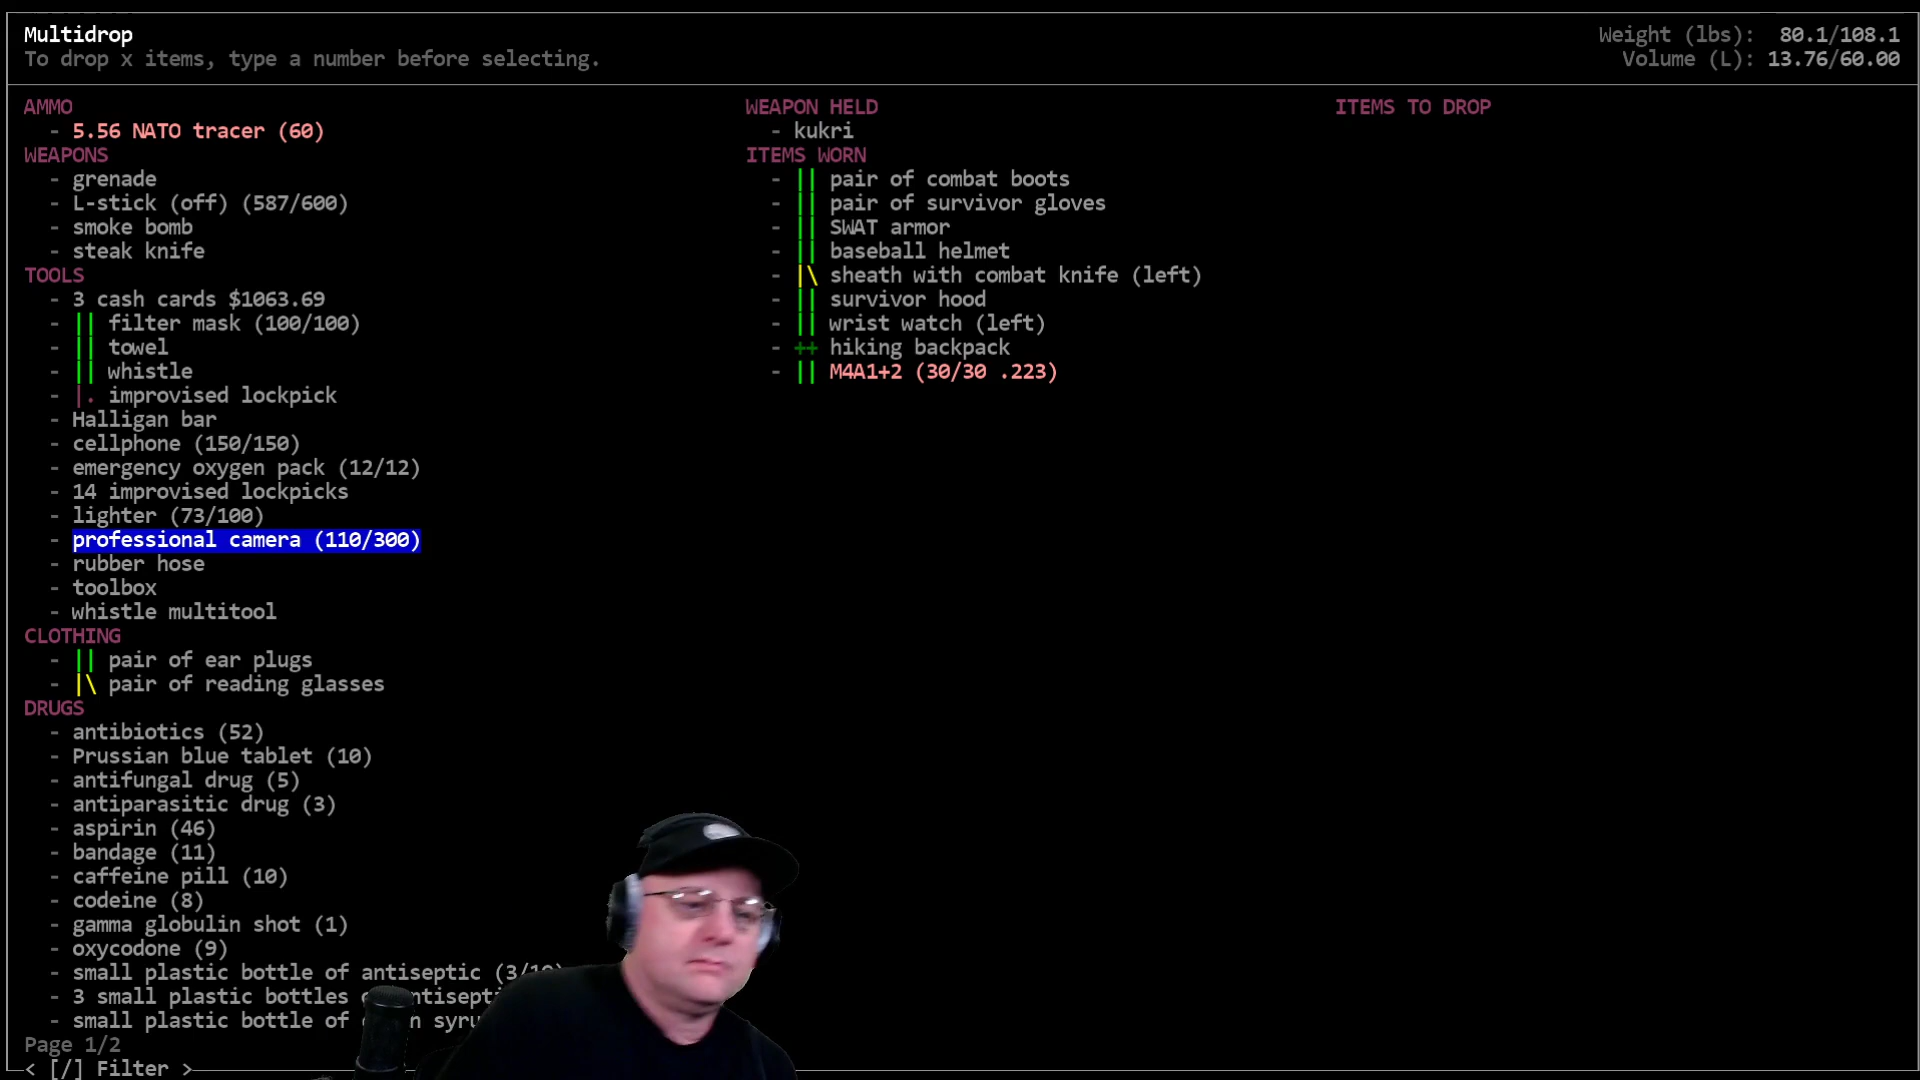 Multidrop
To drop x items, type a number before selecting.
Weight (lbs): 80.1/108.1
Volume (L): 13.76/60.00
AMMO
- 5.56 NATO tracer (60)
WEAPONS
- grenade
- L-stick (off) (587/600)
- smoke bomb
- steak knife
TOOLS
- 3 cash cards $1063.69
- || filter mask (100/100)
- || towel
- || whistle
- |. improvised lockpick
- Halligan bar
- cellphone (150/150)
- emergency oxygen pack (12/12)
- 14 improvised lockpicks
- lighter (73/100)
- professional camera (110/300)
- rubber hose
- toolbox
- whistle multitool
CLOTHING
- || pair of ear plugs
- |\ pair of reading glasses
DRUGS
- antibiotics (52)
- Prussian blue tablet (10)
- antifungal drug (5)
- antiparasitic drug (3)
- aspirin (46)
- bandage (11)
- caffeine pill (10)
- codeine (8)
- gamma globulin shot (1)
- oxycodone (9)
- small plastic bottle of antiseptic
- 3 small plastic bottles
- small plastic bottle of
Page 1/2
< [/] Filter >
WEAPON HELD
- kukri
ITEMS WORN
- || pair of combat boots
- || pair of survivor gloves
- || SWAT armor
- || baseball helmet
- |\ sheath with combat knife (left)
- || survivor hood
- || wrist watch (left)
- ++ hiking backpack
- || M4A1+2 (30/30 .223)
ITEMS TO DROP